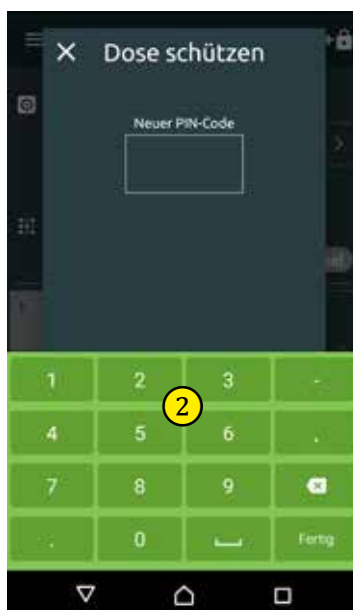 Dose schützen
Neuer PIN-Code
1 2 3 -
4 5 6 ,
2
7 8 9
. 0 Fertig